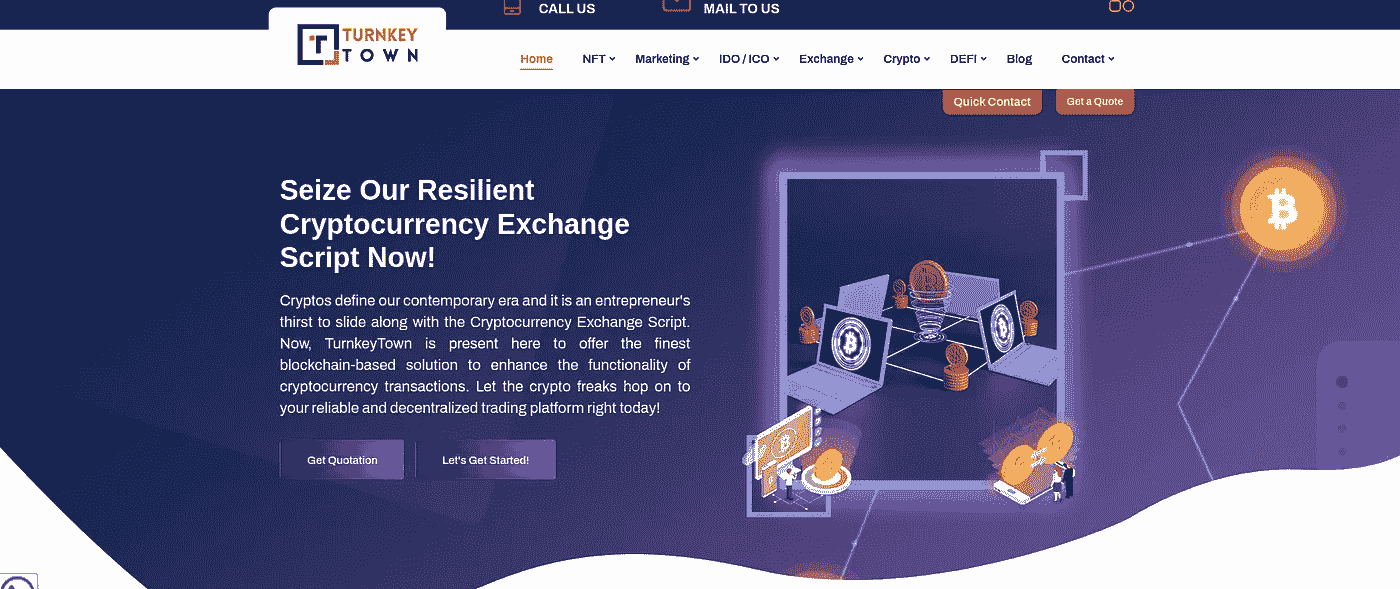 CALL US
MAIL TO US
TURNKEY
TOWN
Home
NFT
Marketing
IDO / ICO
Exchange
Crypto
DEFI
Blog
Contact
Quick Contact
Get a Quote
Seize Our Resilient
Cryptocurrency Exchange
Script Now!
Cryptos define our contemporary era and it is an entrepreneur's
thirst to slide along with the Cryptocurrency Exchange Script.
Now, TurnkeyTown is present here to offer the finest
blockchain-based solution to enhance the functionality of
cryptocurrency transactions. Let the crypto freaks hop on to
your reliable and decentralized trading platform right today!
Get Quotation
Let's Get Started!